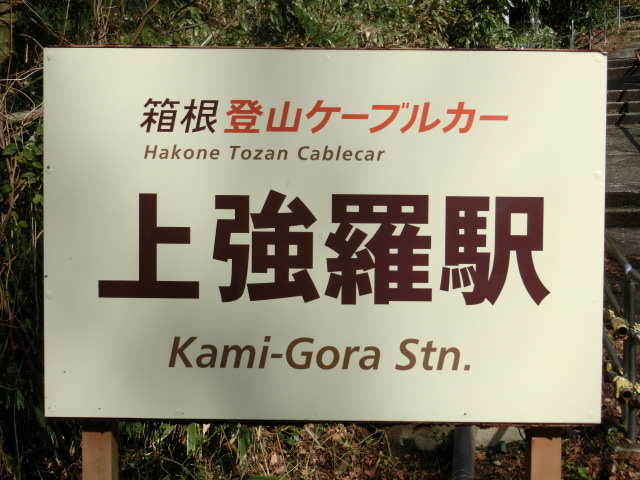 箱根登山ケーブルカー
Hakone Tozan Cablecar
上強羅駅
Kami-Gora Stn.